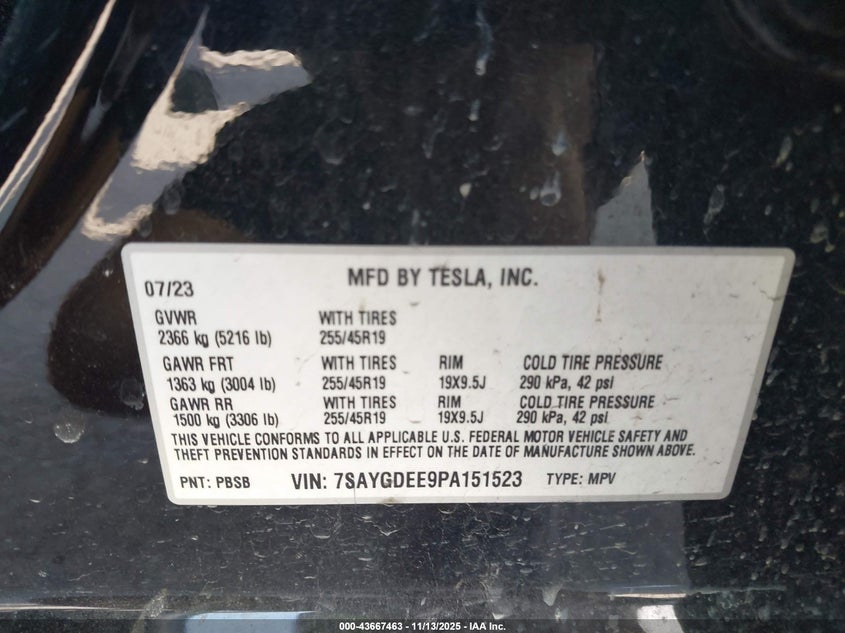 07/23 MFD BY TESLA, INC.
GVWR WITH TIRES
2366 kg (5216 lb) 255/45R19
GAWR FRT WITH TIRES RIM COLD TIRE PRESSURE
1363 kg (3004 lb) 255/45R19 19X9.5J 290 kPa, 42 psi
GAWR RR WITH TIRES RIM COLD TIRE PRESSURE
1500 kg (3306 lb) 255/45R19 19X9.5J 290 kPa, 42 psi
THIS VEHICLE CONFORMS TO ALL APPLICABLE U.S. FEDERAL MOTOR VEHICLE SAFETY AND
THEFT PREVENTION STANDARDS IN EFFECT ON THE DATE OF MANUFACTURE SHOWN ABOVE.
PNT: PBSB VIN: 7SAYGDEE9PA151523 TYPE: MPV
000-43667463 - 11/13/2025 - IAA Inc.